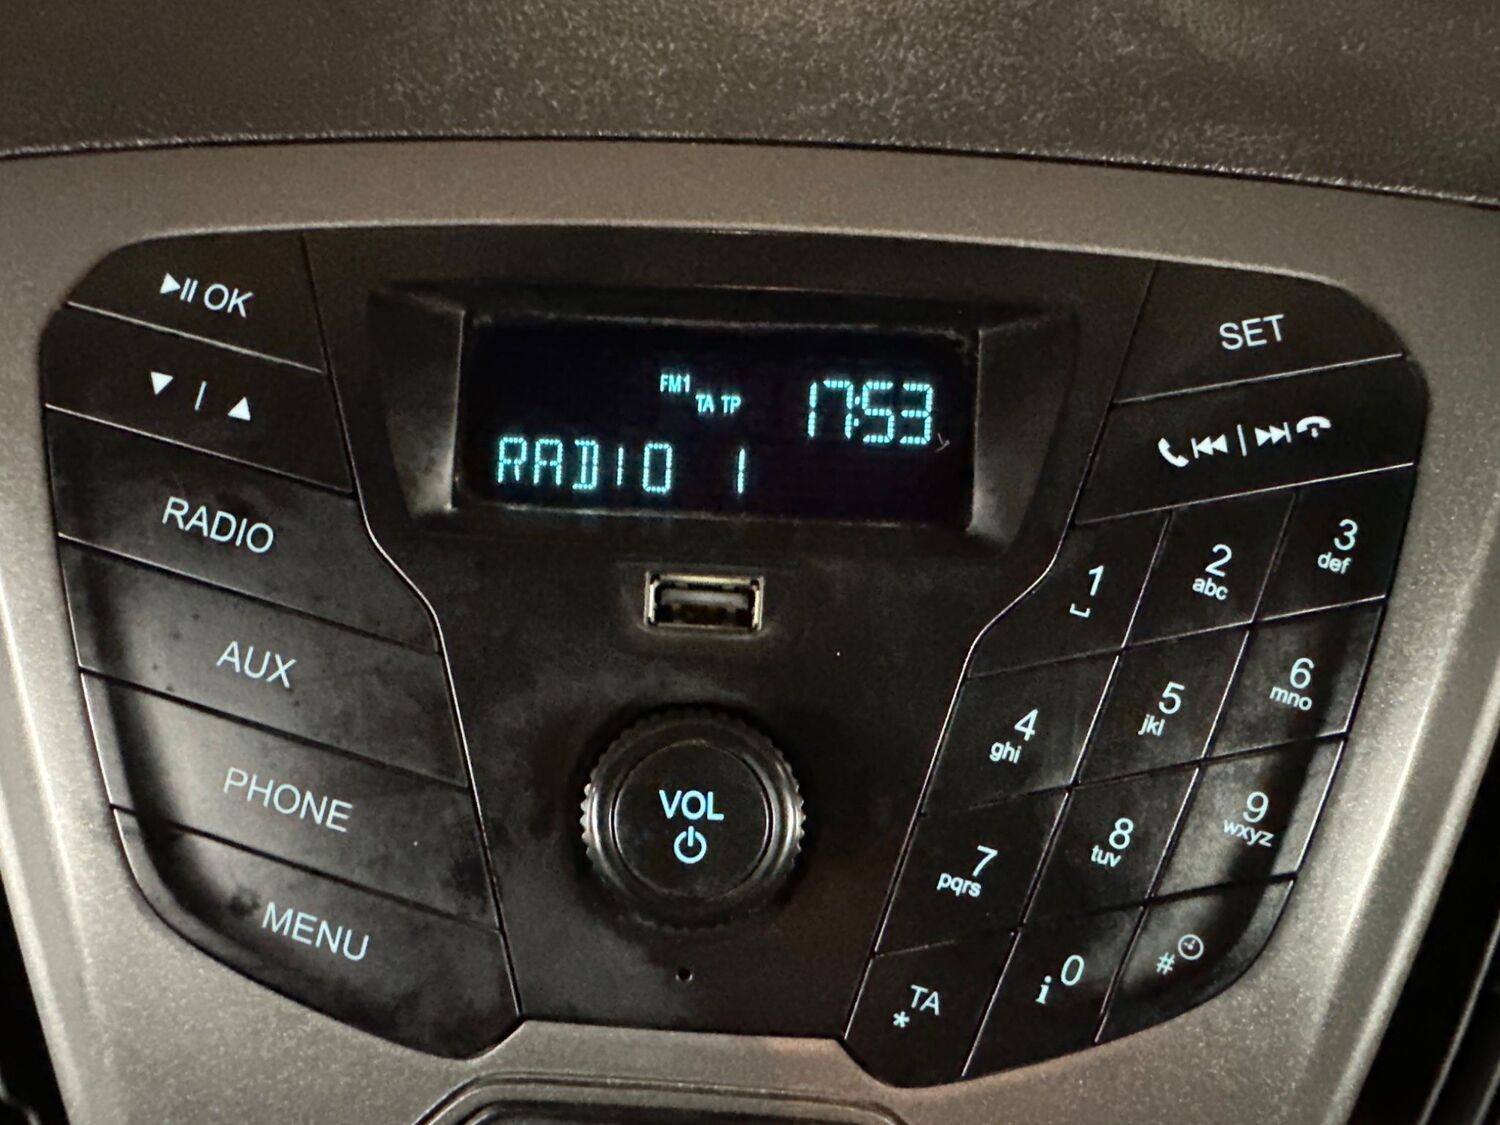 OK
SET
FM1
TA TP
17:53
RADIO 1
RADIO
AUX
PHONE
MENU
VOL
1
2
abc
3
def
4
ghi
5
jkl
6
mno
7
pqrs
8
tuv
9
wxyz
TA
*
i 0
#